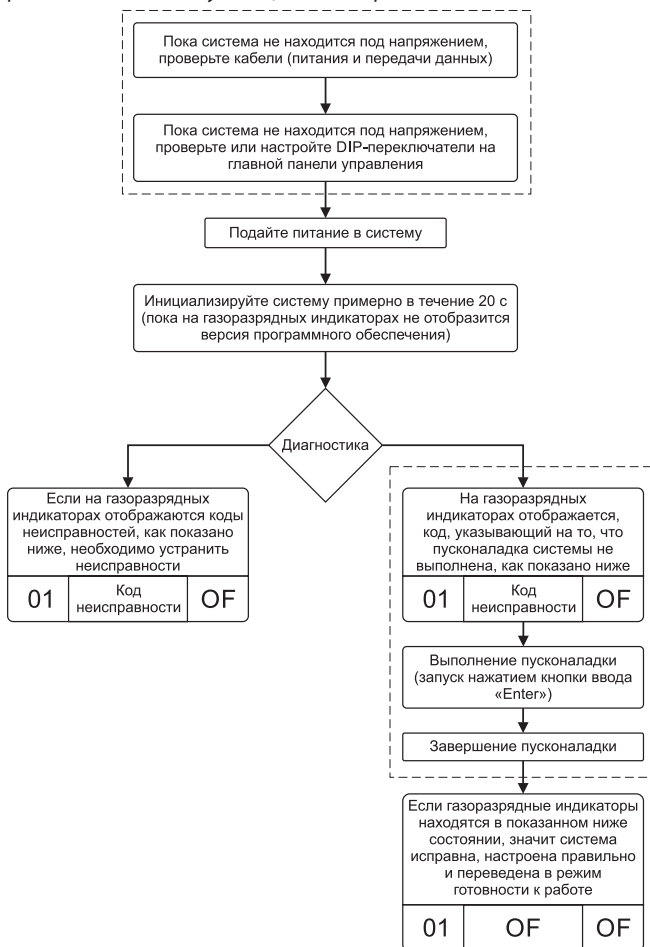 Пока система не находится под напряжением,
проверьте кабели (питания и передачи данных)
Пока система не находится под напряжением,
проверьте или настройте DIP-переключатели на
главной панели управления
Подайте питание в систему
Инициализируйте систему примерно в течение 20 с
(пока на газоразрядных индикаторах не отобразится
версия программного обеспечения)
Диагностика
Если на газоразрядных
индикаторах отображаются коды
неисправностей, как показано
ниже, необходимо устранить
неисправности
01
Код
неисправности
OF
На газоразрядных
индикаторах отображается,
код, указывающий на то, что
пусконаладка системы не
выполнена, как показано ниже
01
Код
неисправности
OF
Выполнение пусконаладки
(запуск нажатием кнопки ввода
«Enter»)
Завершение пусконаладки
Если газоразрядные индикаторы
находятся в показанном ниже
состоянии, значит система
исправна, настроена правильно
и переведена в режим
готовности к работе
01
OF
OF